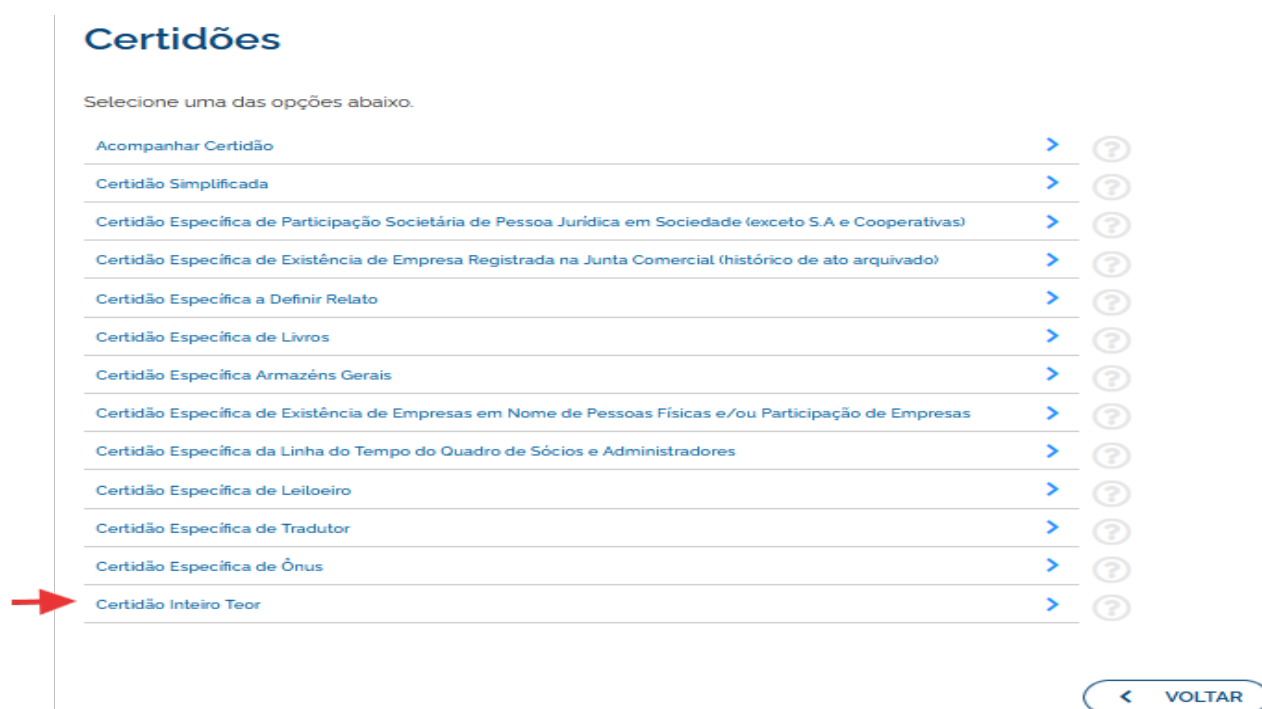 Certidões
Selecione uma das opções abaixo.
Acompanhar Certidão
Certidão Simplificada
Certidão Específica de Participação Societária de Pessoa Jurídica em Sociedade (exceto S.A e Cooperativas)
Certidão Específica de Existência de Empresa Registrada na Junta Comercial (histórico de ato arquivado)
Certidão Específica a Definir Relato
Certidão Específica de Livros
Certidão Específica Armazéns Gerais
Certidão Específica de Existência de Empresas em Nome de Pessoas Físicas e/ou Participação de Empresas
Certidão Específica da Linha do Tempo do Quadro de Sócios e Administradores
Certidão Específica de Leiloeiro
Certidão Específica de Tradutor
Certidão Específica de Ônus
Certidão Inteiro Teor
VOLTAR